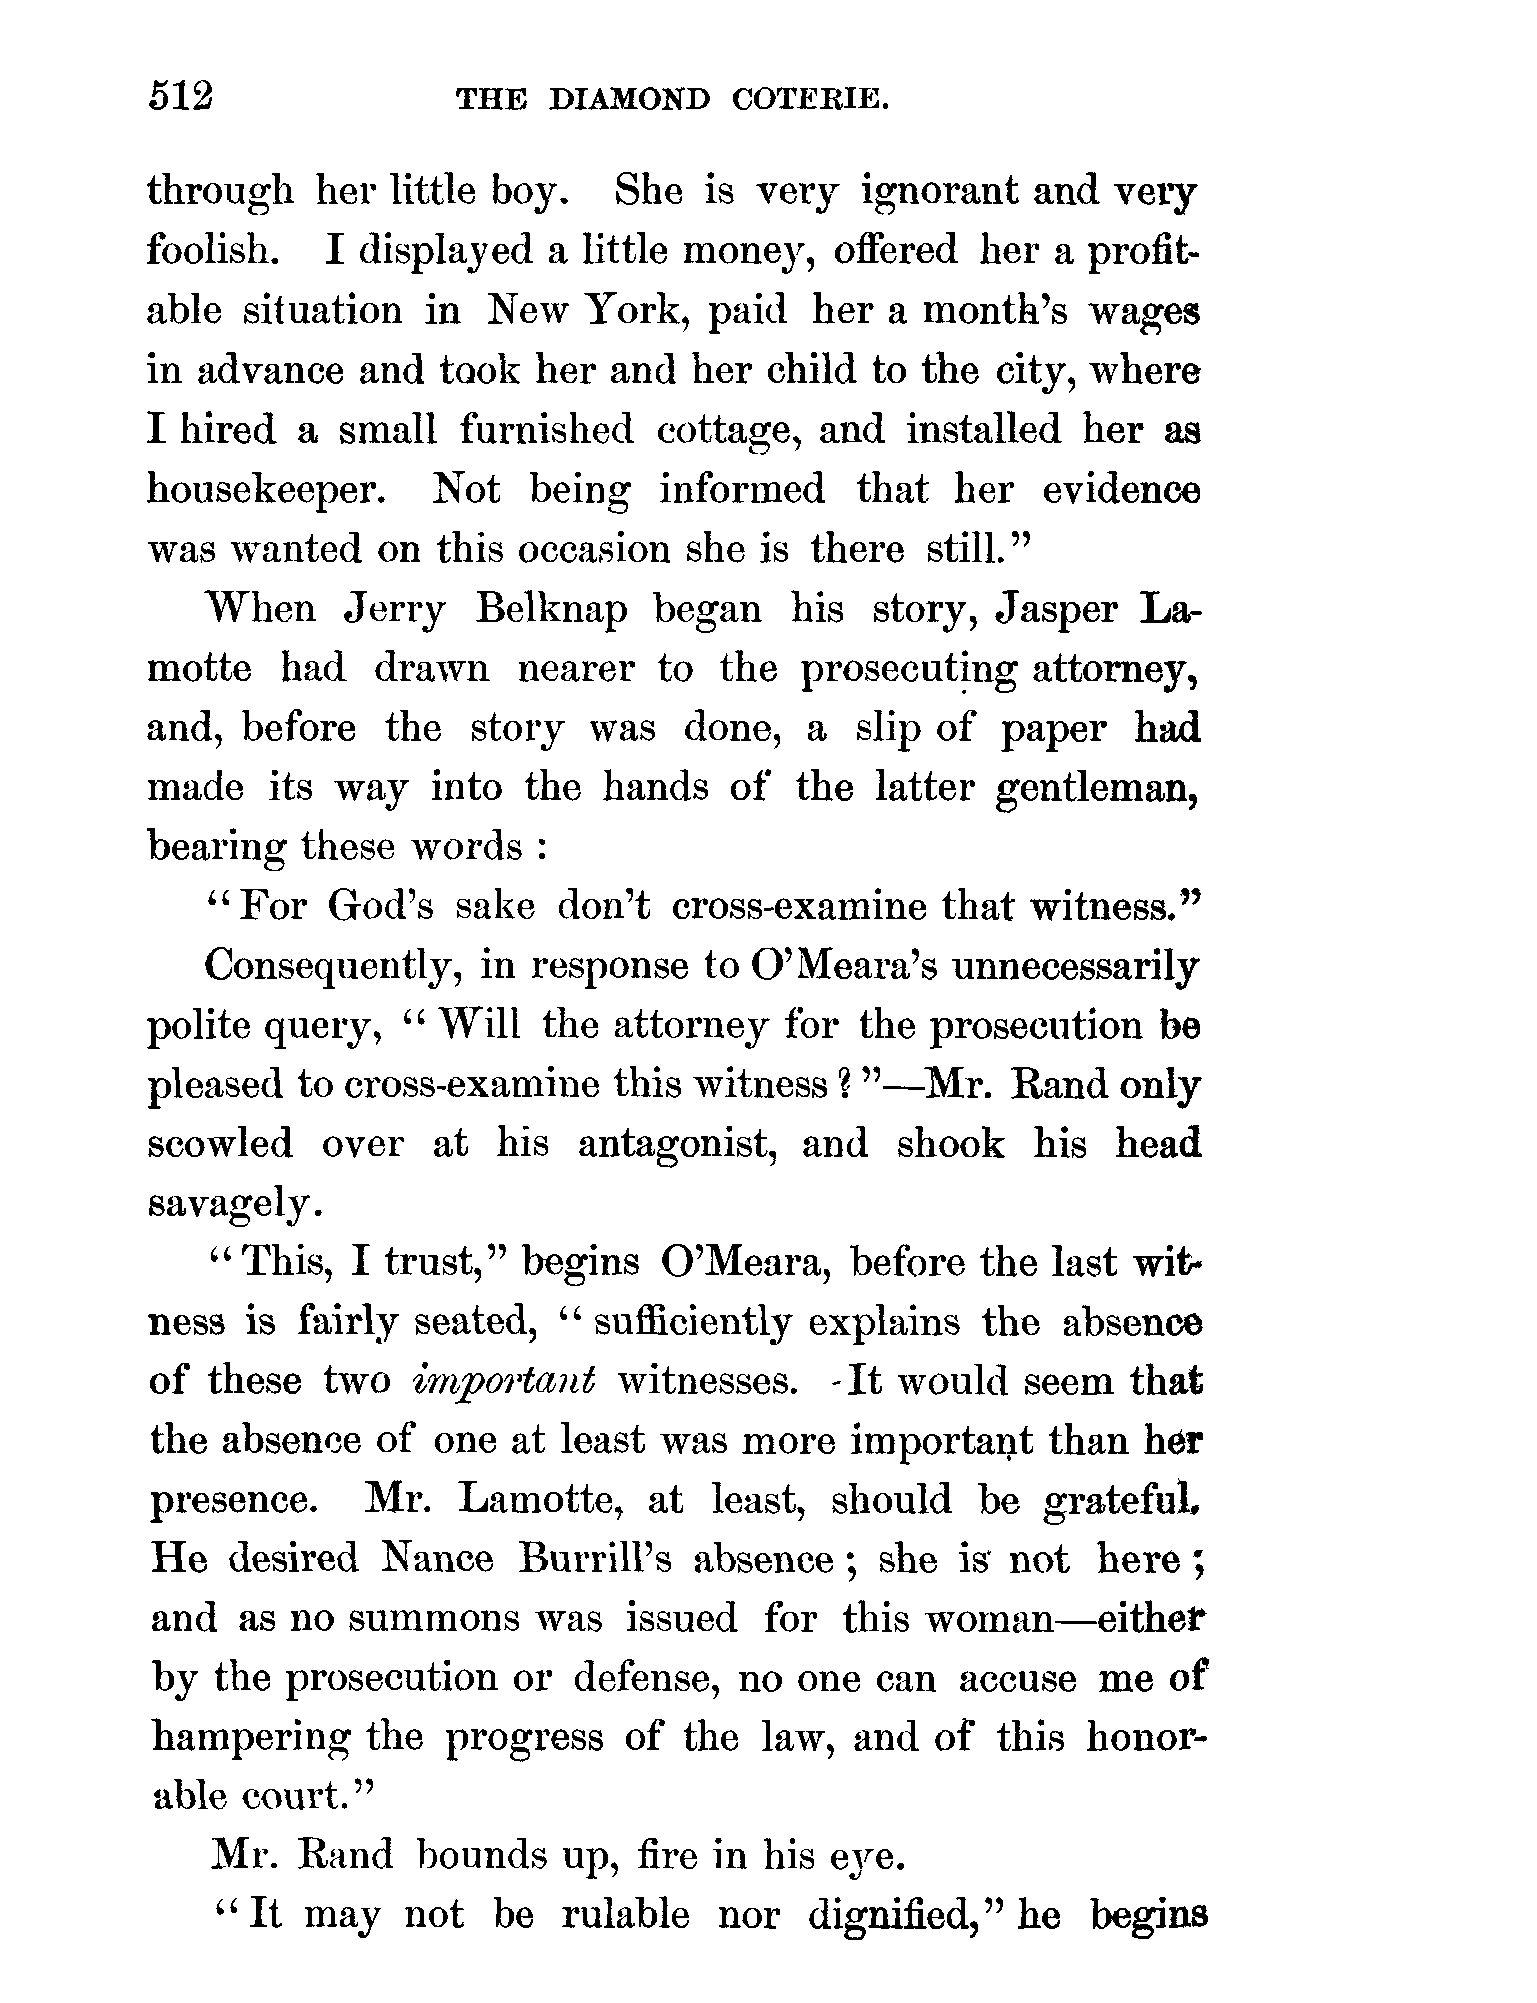 512 THE DIAMOND COTERIE.
through her little boy. She is very ignorant and very
foolish. I displayed a little money, offered her a profit-
able situation in New York, paid her a month's wages
in advance and took her and her child to the city, where
I hired a small furnished cottage, and installed her as
housekeeper. Not being informed that her evidence
was wanted on this occasion she is there still."
When Jerry Belknap began his story, Jasper La-
motte had drawn nearer to the prosecuting attorney,
and, before the story was done, a slip of paper had
made its way into the hands of the latter gentleman,
bearing these words :
"For God's sake don't cross-examine that witness."
Consequently, in response to O'Meara's unnecessarily
polite query, "Will the attorney for the prosecution be
pleased to cross-examine this witness?"—Mr. Rand only
scowled over at his antagonist, and shook his head
savagely.
"This, I trust," begins O'Meara, before the last wit-
ness is fairly seated, "sufficiently explains the absence
of these two important witnesses. It would seem that
the absence of one at least was more important than her
presence. Mr. Lamotte, at least, should be grateful.
He desired Nance Burrill's absence; she is not here;
and as no summons was issued for this woman—either
by the prosecution or defense, no one can accuse me of
hampering the progress of the law, and of this honor-
able court."
Mr. Rand bounds up, fire in his eye.
"It may not be rulable nor dignified," he begins